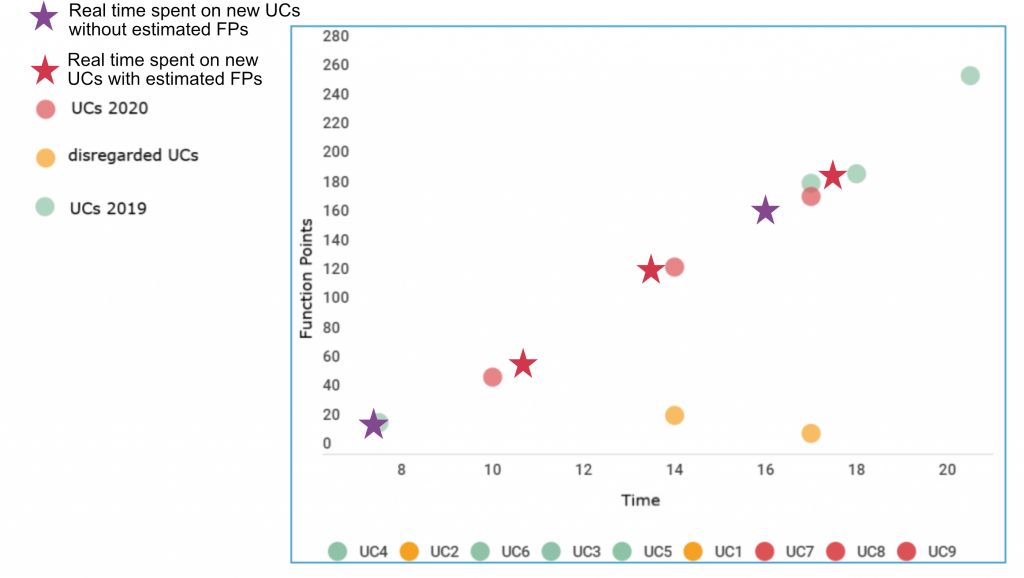 Real time spent on new UCs
without estimated FPs
Real time spent on new
UCs with estimated FPs
UCs 2020
disregarded UCs
UCs 2019
Function Points
280
260
240
220
200
180
160
140
120
100
80
60
40
20
0
8 10 12 14 16 18 20
Time
UC4 UC2 UC6 UC3 UC5 UC1 UC7 UC8 UC9